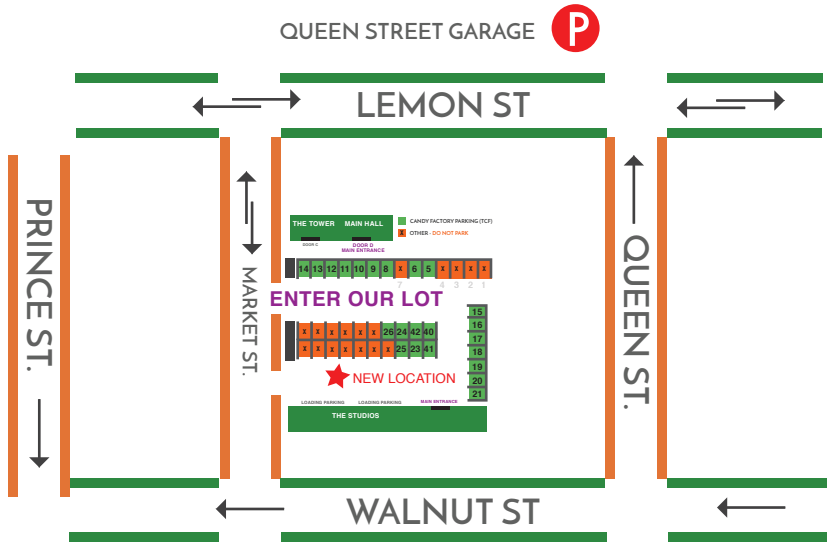 QUEEN STREET GARAGE P
LEMON ST
PRINCE ST.
MARKET ST.
QUEEN ST.
THE TOWER MAIN HALL
CANDY FACTORY PARKING (TCF)
OTHER - DO NOT PARK
DOOR C
DOOR D
MAIN ENTRANCE
14 13 12 11 10 9 8 X 6 5 X X X X
7 4 3 2 1
ENTER OUR LOT
X X X X X X 26 24 42 40
X X X X X X X 25 23 41
15
16
17
18
19
20
21
NEW LOCATION
LOADING PARKING LOADING PARKING MAIN ENTRANCE
THE STUDIOS
WALNUT ST